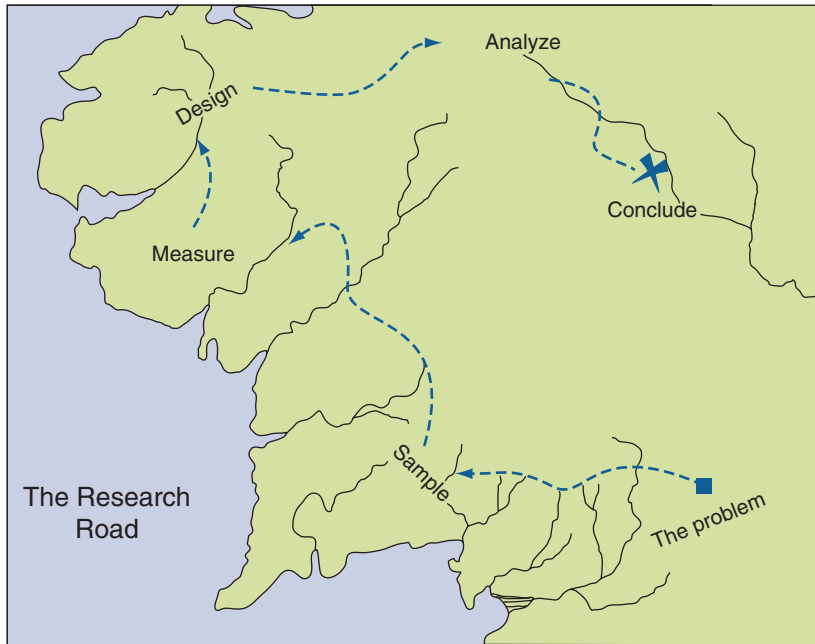 Analyze
Design
Conclude
Measure
Sample
The Research
Road
The problem